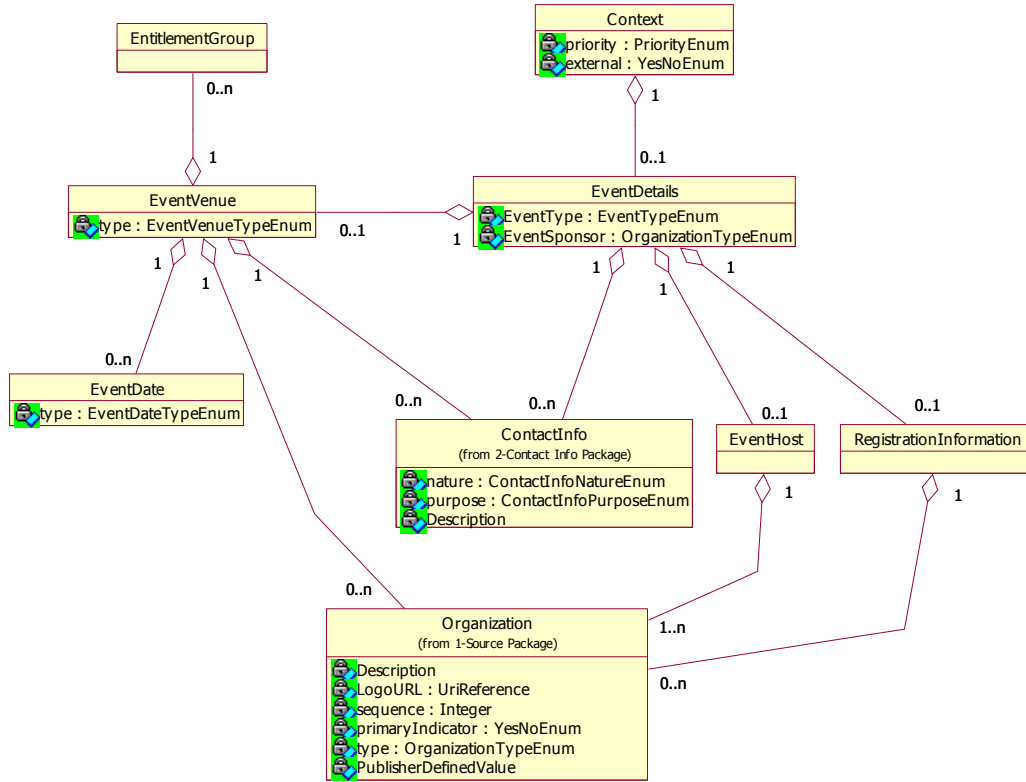 Context
priority : PriorityEnum
external : YesNoEnum
EntitlementGroup
0..n
1
1
0..1
EventVenue
type : EventVenueTypeEnum
EventDetails
EventType : EventTypeEnum
EventSponsor : OrganizationTypeEnum
0..1
1
1
1
1
1
1
1
0..n
EventDate
type : EventDateTypeEnum
0..n
0..n
0..1
0..1
ContactInfo
(from 2-Contact Info Package)
nature : ContactInfoNatureEnum
purpose : ContactInfoPurposeEnum
Description
EventHost
RegistrationInformation
1
1
0..n
1..n
0..n
Organization
(from 1-Source Package)
Description
LogoURL : UriReference
sequence : Integer
primaryIndicator : YesNoEnum
type : OrganizationTypeEnum
PublisherDefinedValue